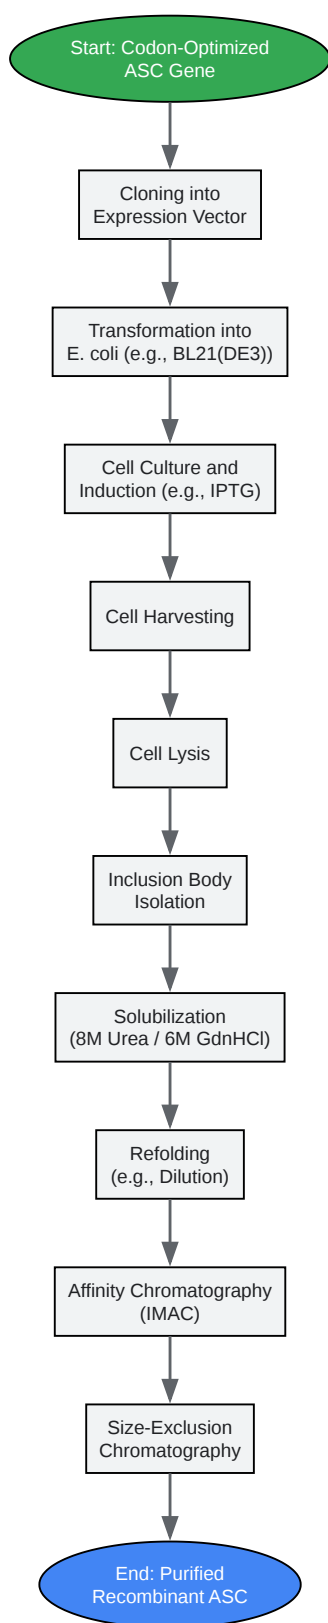 Start: Codon-Optimized
ASC Gene
Cloning into
Expression Vector
Transformation into
E. coli (e.g., BL21(DE3))
Cell Culture and
Induction (e.g., IPTG)
Cell Harvesting
Cell Lysis
Inclusion Body
Isolation
Solubilization
(8M Urea / 6M GdnHCl)
Refolding
(e.g., Dilution)
Affinity Chromatography
(IMAC)
Size-Exclusion
Chromatography
End: Purified
Recombinant ASC